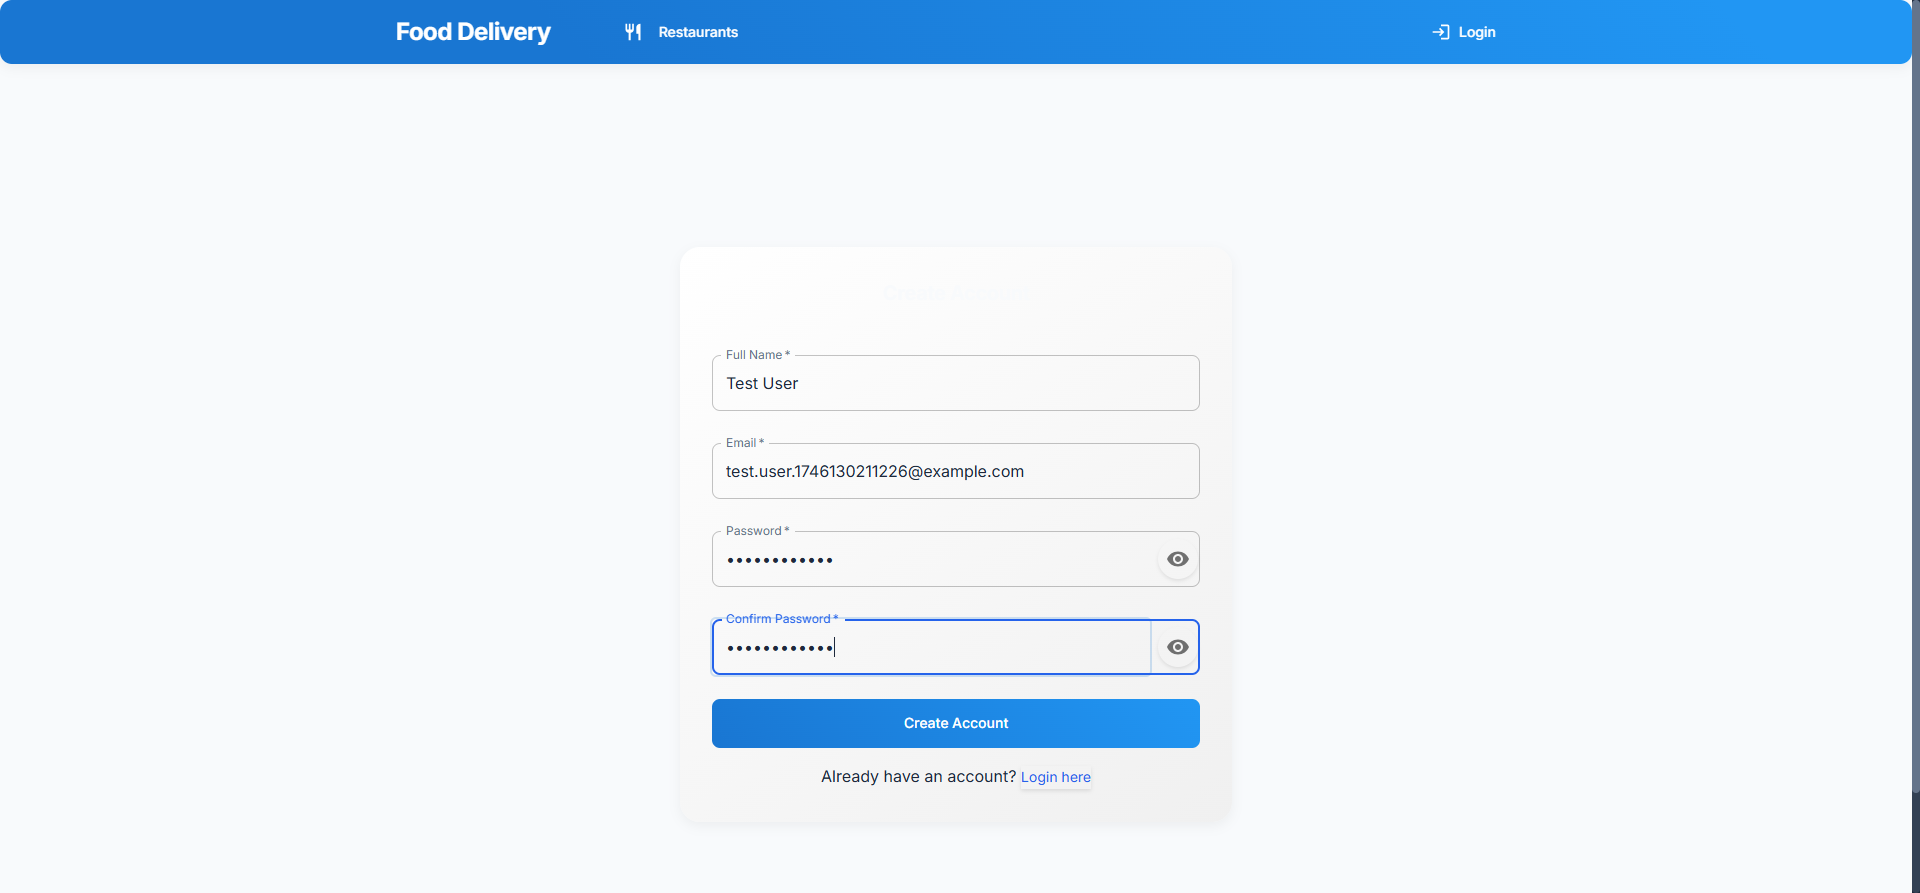 Food Delivery
Restaurants
Login
Full Name *
Test User
Email *
test.user.1746130211226@example.com
Password *
••••••••••••
Confirm Password *
••••••••••••
Create Account
Already have an account? Login here